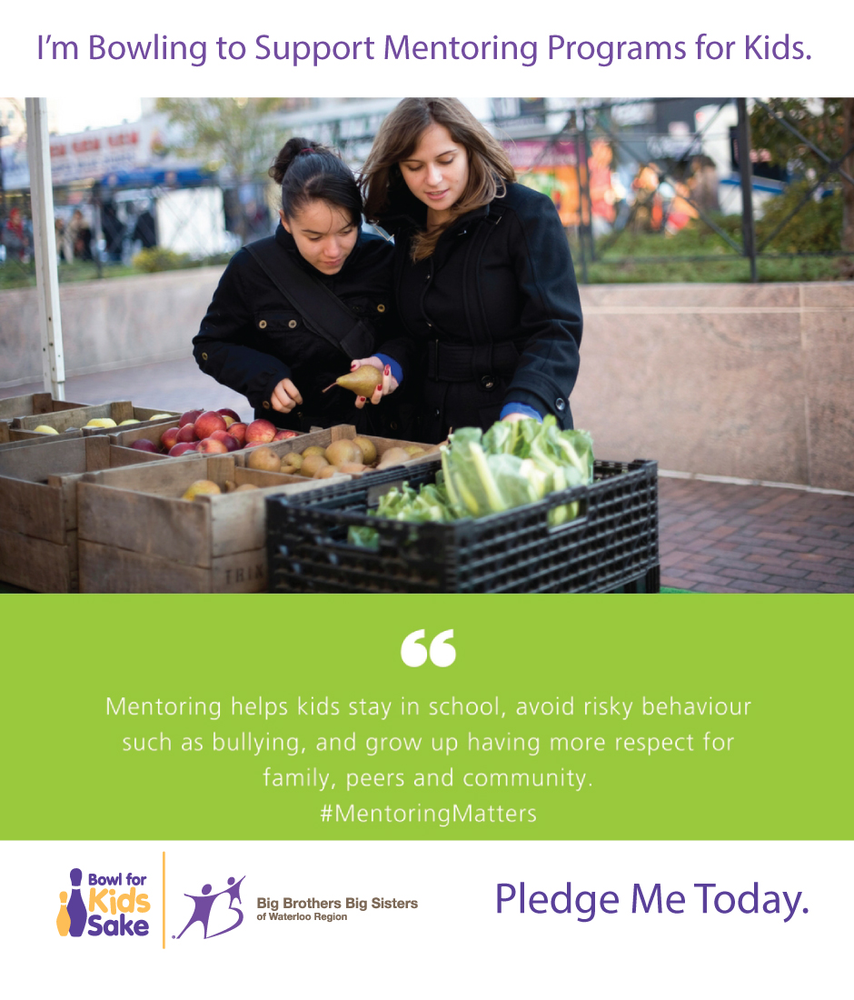 I'm Bowling to Support Mentoring Programs for Kids.
TRIX
“
Mentoring helps kids stay in school, avoid risky behaviour
such as bullying, and grow up having more respect for
family, peers and community.
#MentoringMatters
Bowl for
Kids
Sake
Big Brothers Big Sisters
of Waterloo Region
Pledge Me Today.